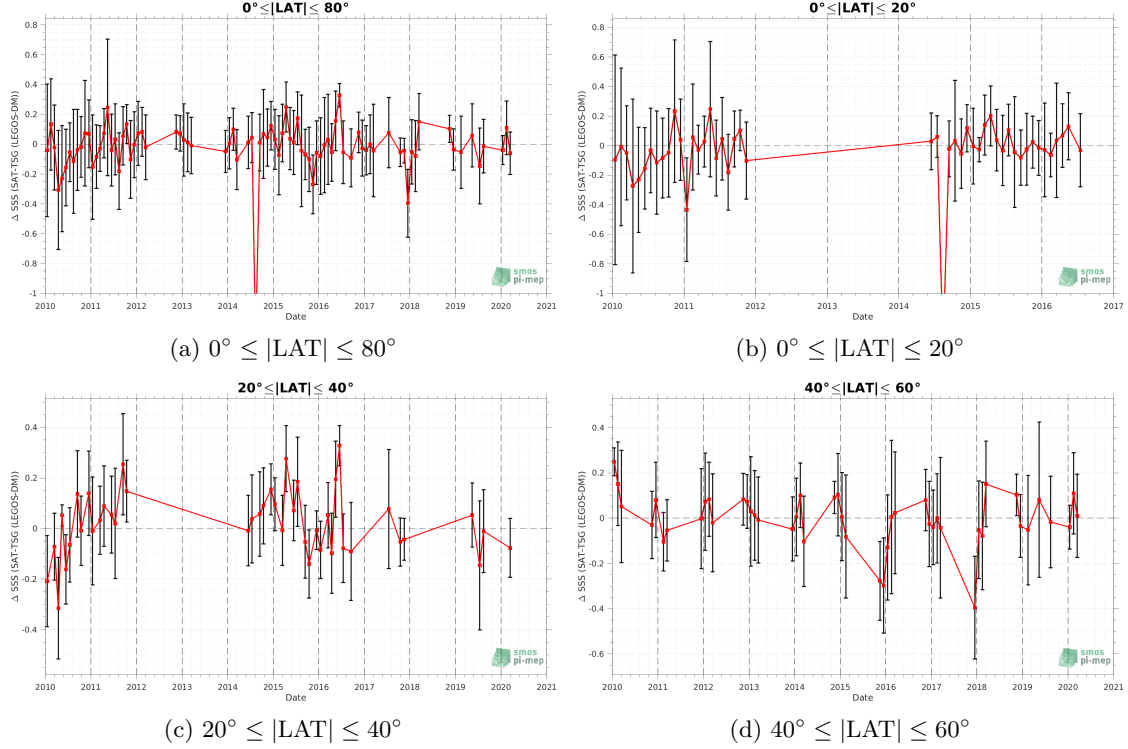 0°≤|LAT|≤ 80°
Δ SSS (SAT-TSG (LEGOS-DM))
0.8
0.6
0.4
0.2
0
-0.2
-0.4
-0.6
-0.8
-1
2010 2011 2012 2013 2014 2015 2016 2017 2018 2019 2020 2021
Date
smos
pi-mep
(a) 0° ≤ |LAT| ≤ 80°
0°≤|LAT|≤ 20°
Δ SSS (SAT-TSG (LEGOS-DM))
0.8
0.6
0.4
0.2
0
-0.2
-0.4
-0.6
-0.8
-1
2010 2011 2012 2013 2014 2015 2016 2017
Date
smos
pi-mep
(b) 0° ≤ |LAT| ≤ 20°
20°≤|LAT|≤ 40°
Δ SSS (SAT-TSG (LEGOS-DM))
0.4
0.2
0
-0.2
-0.4
2010 2011 2012 2013 2014 2015 2016 2017 2018 2019 2020 2021
Date
smos
pi-mep
(c) 20° ≤ |LAT| ≤ 40°
40°≤|LAT|≤ 60°
Δ SSS (SAT-TSG (LEGOS-DM))
0.4
0.2
0
-0.2
-0.4
-0.6
2010 2011 2012 2013 2014 2015 2016 2017 2018 2019 2020 2021
Date
smos
pi-mep
(d) 40° ≤ |LAT| ≤ 60°